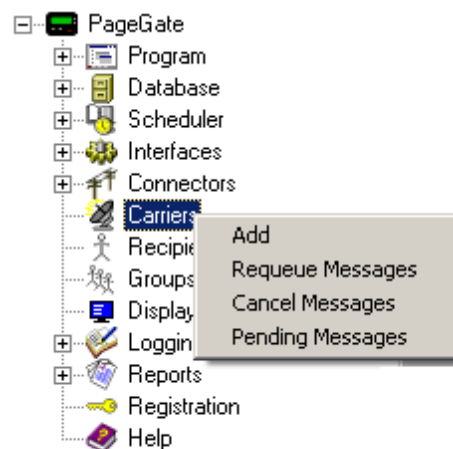 PageGate
Program
Database
Scheduler
Interfaces
Connectors
Carriers
Add
Recipie
Requeue Messages
Groups
Cancel Messages
Display
Pending Messages
Loggin
Reports
Registration
Help